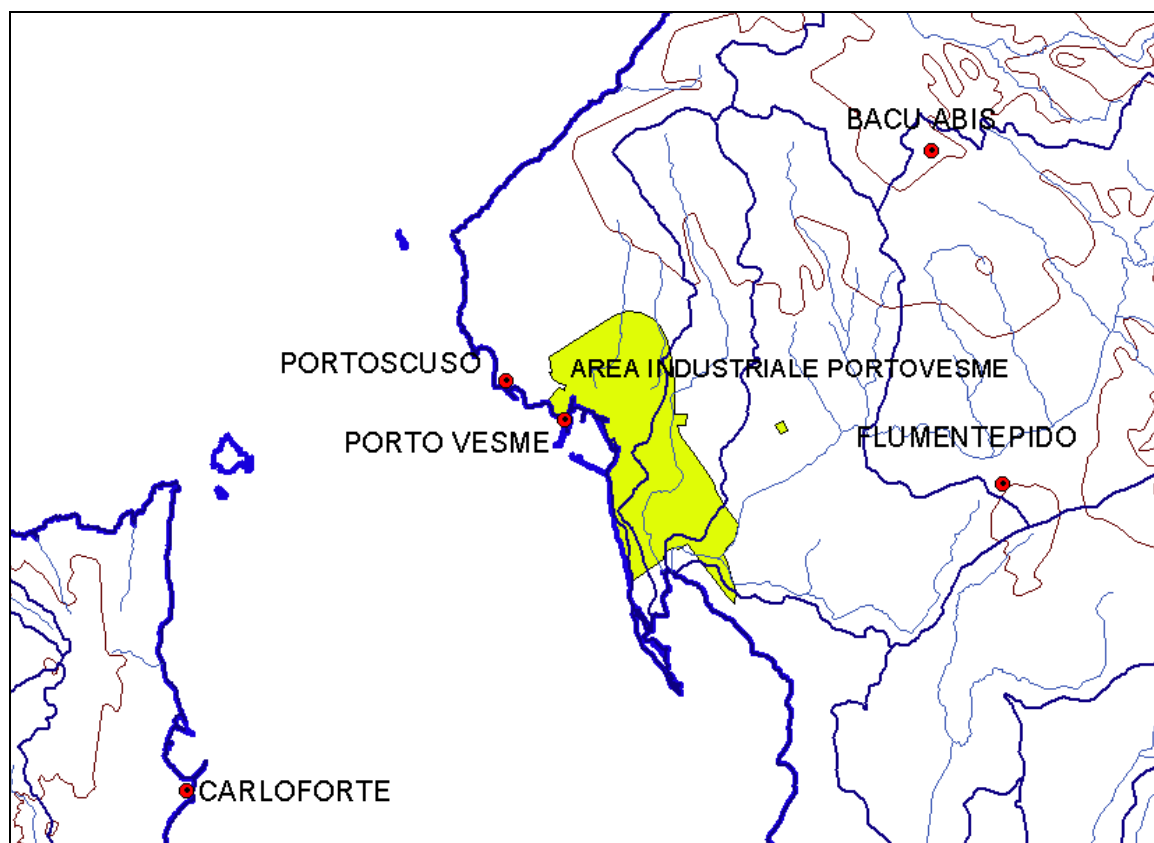 BACU ABIS
PORTOSCUSO
AREA INDUSTRIALE PORTOVESME
PORTO VESME
FLUMENTEPIDO
CARLOFORTE